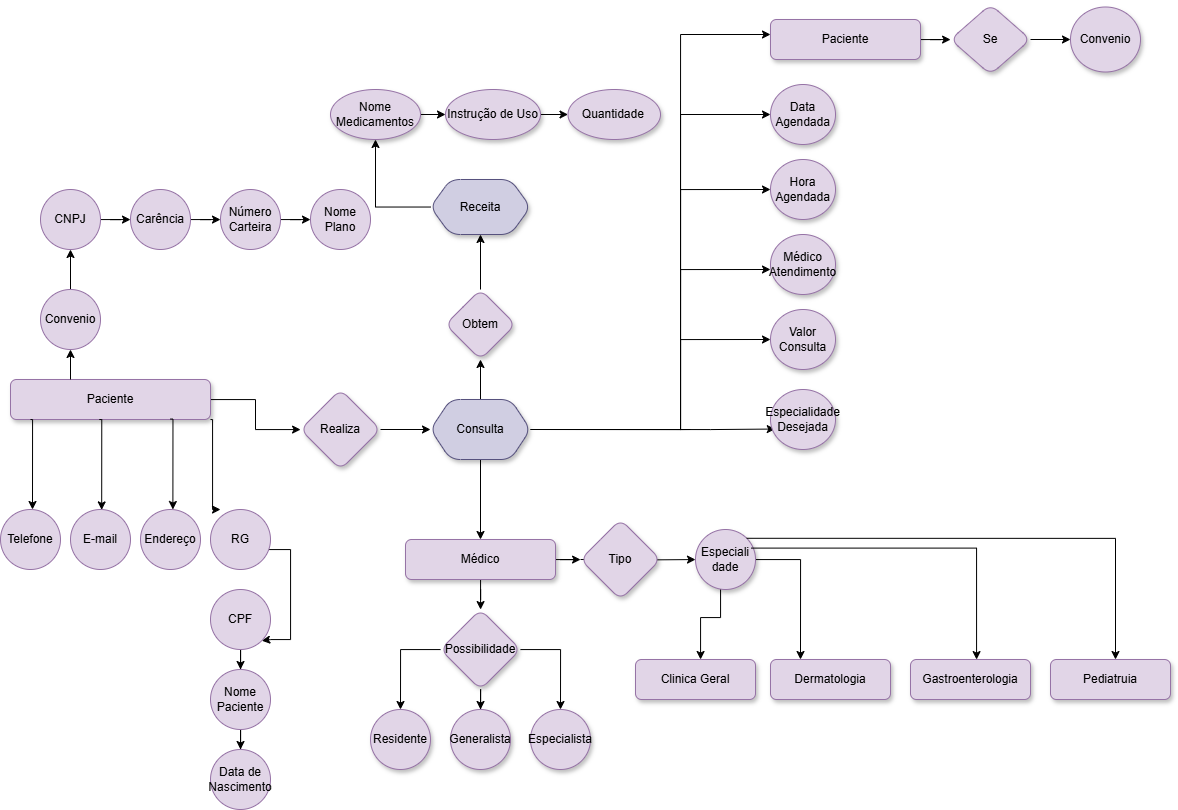 Paciente
Se
Convenio
Nome
Medicamentos
Instrução de Uso
Quantidade
Data
Agendada
Hora
Agendada
CNPJ
Carência
Número
Carteira
Nome
Plano
Receita
Médico
Atendimento
Convenio
Obtem
Valor
Consulta
Paciente
Realiza
Consulta
Especialidade
Desejada
Telefone
E-mail
Endereço
RG
Médico
Tipo
Especiali
dade
CPF
Possibilidade
Nome
Paciente
Clinica Geral
Dermatologia
Gastroenterologia
Pediatruia
Residente
Generalista
Especialista
Data de
Nascimento